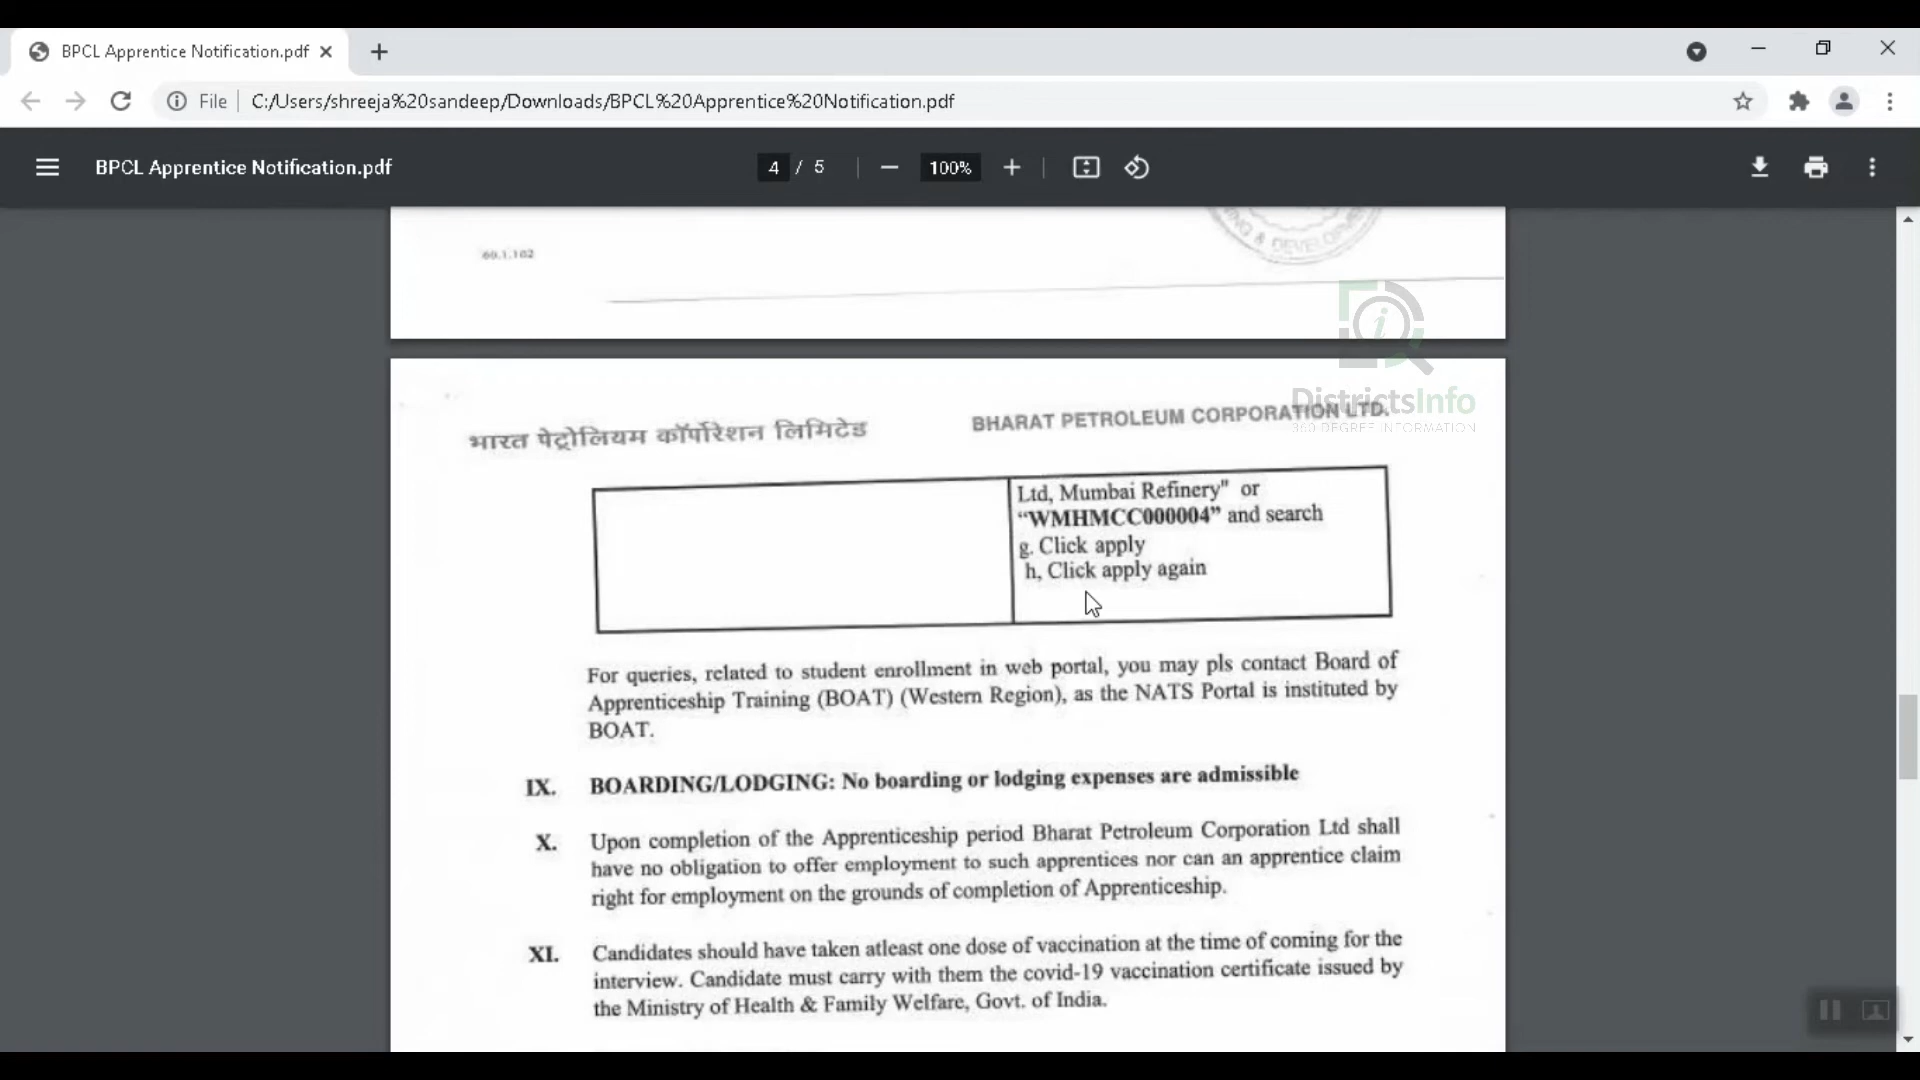 BPCL Apprentice Notification.pdf
File
C:/Users/shreeja%20sandeep/Downloads/BPCL%20Apprentice%20Notification.pdf
BPCL Apprentice Notification.pdf
4 / 5
100%
& DEVELOPMEN
60.1.102
DistrictsInfo
360 DEGREE INFORMATION
भारत पेट्रोलियम कॉर्पोरेशन लिमिटेड
BHARAT PETROLEUM CORPORATION LTD.
Ltd, Mumbai Refinery" or
“WMHMCC000004” and search
g. Click apply
h, Click apply again
For queries, related to student enrollment in web portal, you may pls contact Board of
Apprenticeship Training (BOAT) (Western Region), as the NATS Portal is instituted by
BOAT.
IX. BOARDING/LODGING: No boarding or lodging expenses are admissible
X. Upon completion of the Apprenticeship period Bharat Petroleum Corporation Ltd shall
have no obligation to offer employment to such apprentices nor can an apprentice claim
right for employment on the grounds of completion of Apprenticeship.
XI. Candidates should have taken atleast one dose of vaccination at the time of coming for the
interview. Candidate must carry with them the covid-19 vaccination certificate issued by
the Ministry of Health & Family Welfare, Govt. of India.